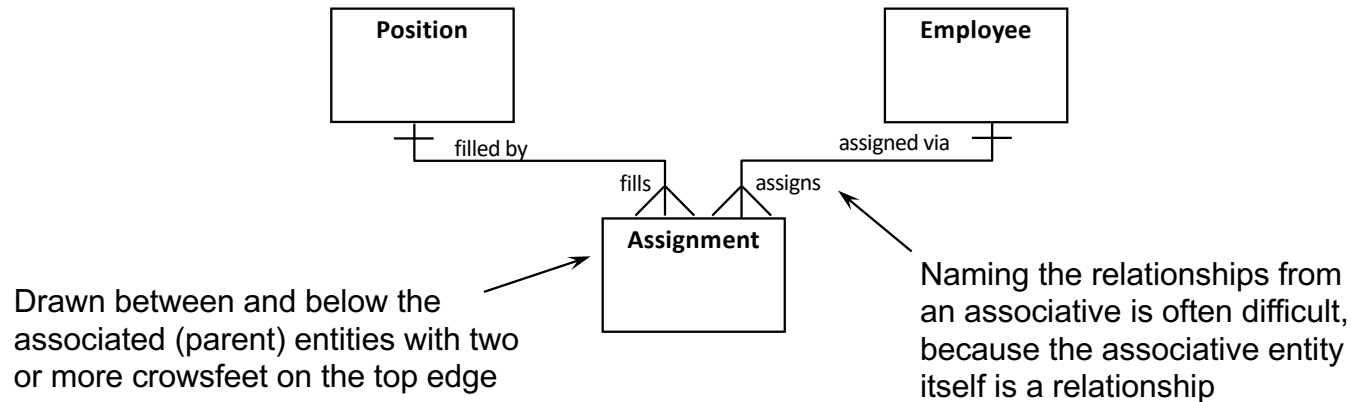 Position
Employee
filled by
assigned via
fills
assigns
Assignment
Drawn between and below the
associated (parent) entities with two
or more crowsfeet on the top edge
Naming the relationships from
an associative is often difficult,
because the associative entity
itself is a relationship